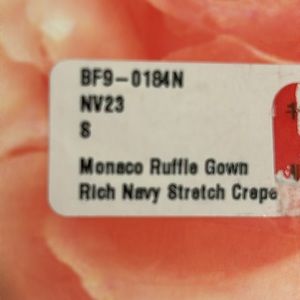 BF9-0184N
NV23
S
Monaco Ruffle Gown
Rich Navy Stretch Crepe